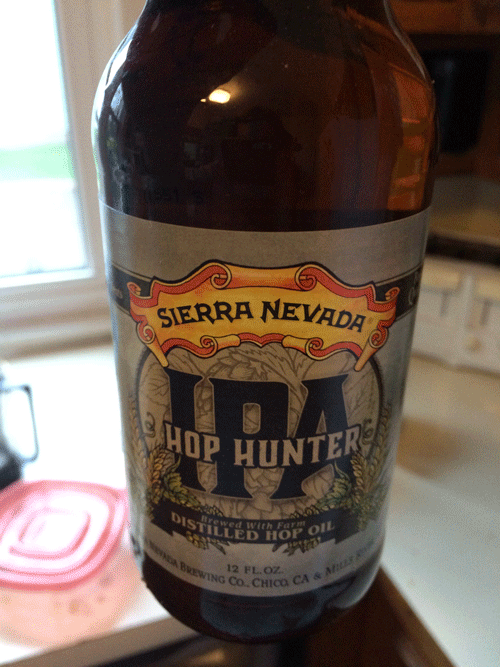 SIERRA NEVADA
IPA
HOP HUNTER
Brewed With Farm
DISTILLED HOP OIL
12 FL. OZ.
NEVADA BREWING CO., CHICO, CA & MILLS